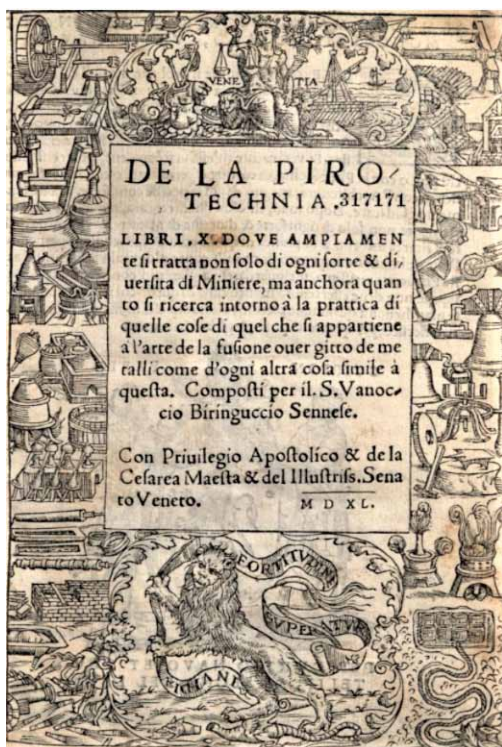 VENE TIA
DE LA PIRO⸗
TECHNIA .317171
LIBRI .X. DOVE AMPIAMEN
te ſi tratta non ſolo di ogni ſorte & di⸗
uerſita di Miniere, ma anchora quan
to ſi ricerca intorno à la prattica di
quelle coſe di quel che ſi appartiene
à l'arte de la fuſione ouer gitto de me
talli come d'ogni altra coſa ſimile à
queſta. Compoſti per il. S. Vanoc⸗
cio Biringuccio Senneſe.
Con Priuilegio Apoſtolico & de la
Ceſarea Maeſta & del Illuſtriſs. Sena
to Veneto. M D XL.
FORTITVDINE
SVPERATVR